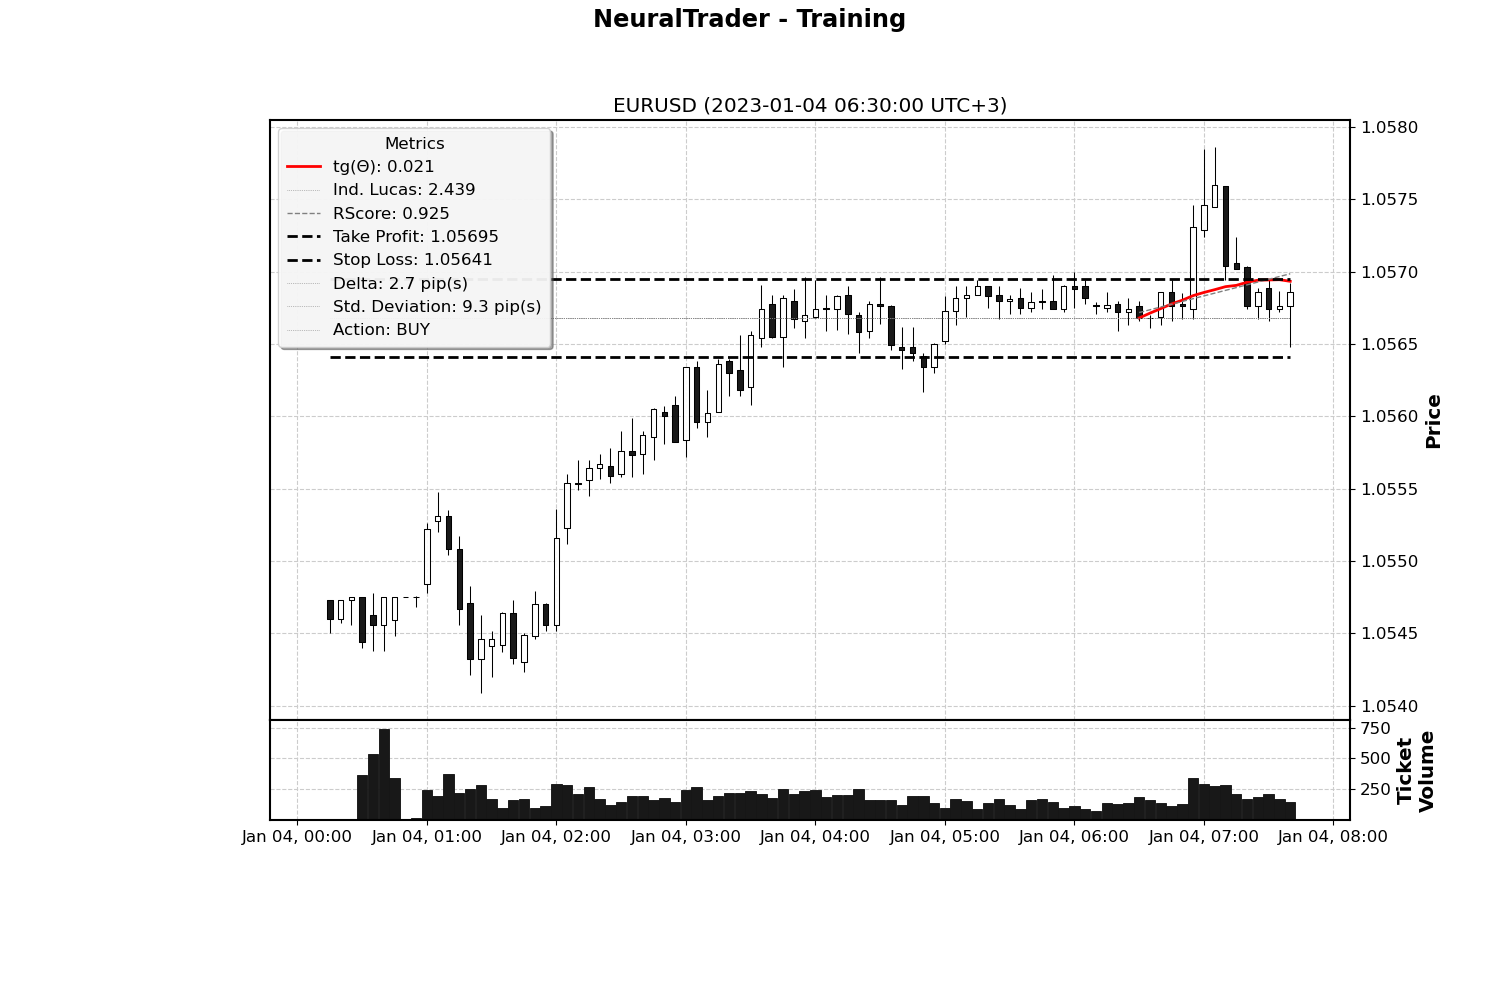 NeuralTrader - Training
EURUSD (2023-01-04 06:30:00 UTC+3)
Metrics
tg(Θ): 0.021
Ind. Lucas: 2.439
RScore: 0.925
Take Profit: 1.05695
Stop Loss: 1.05641
Delta: 2.7 pip(s)
Std. Deviation: 9.3 pip(s)
Action: BUY
1.0580
1.0575
1.0570
1.0565
1.0560
1.0555
1.0550
1.0545
1.0540
Price
750
500
250
Ticket
Volume
Jan 04, 00:00 Jan 04, 01:00 Jan 04, 02:00 Jan 04, 03:00 Jan 04, 04:00 Jan 04, 05:00 Jan 04, 06:00 Jan 04, 07:00 Jan 04, 08:00